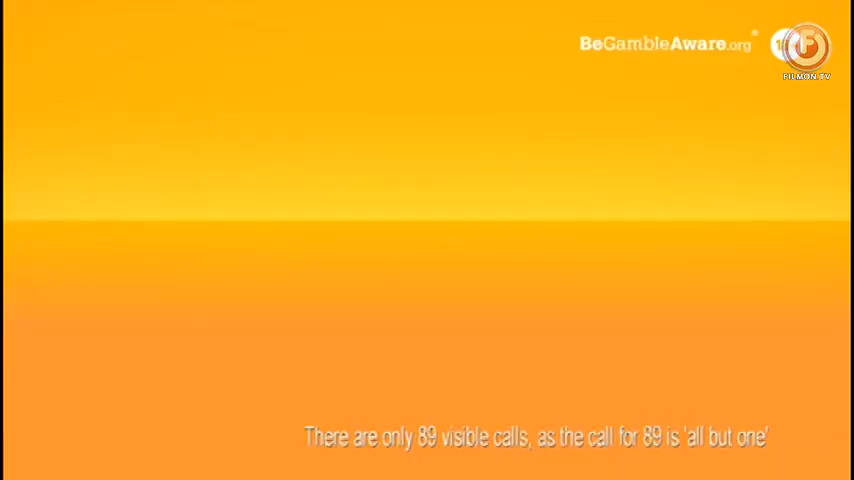 BeGambleAware.org®
FILMON TV
There are only 89 visible calls, as the call for 89 is 'all but one'